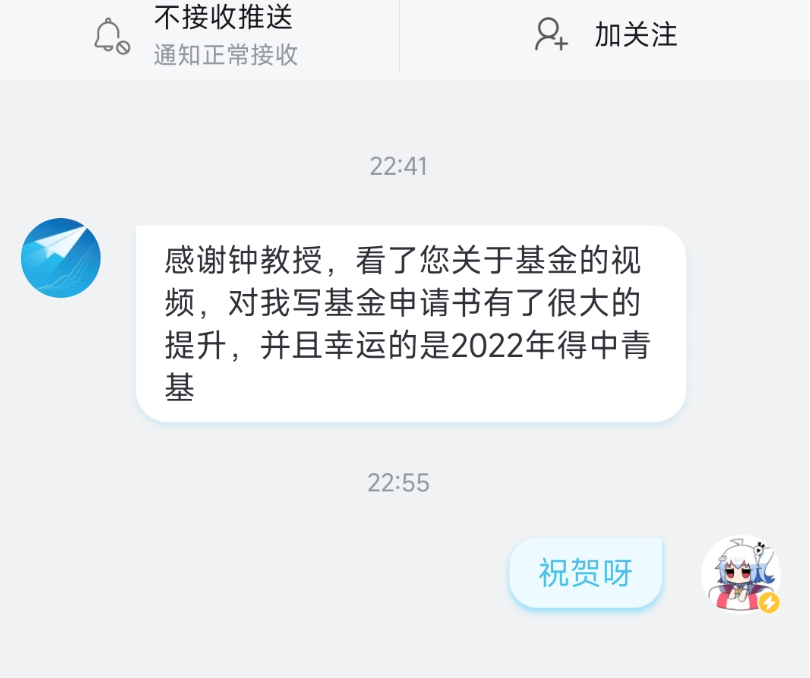 不接收推送
通知正常接收
加关注
22:41
感谢钟教授，看了您关于基金的视
频，对我写基金申请书有了很大的
提升，并且幸运的是2022年得中青
基
22:55
祝贺呀